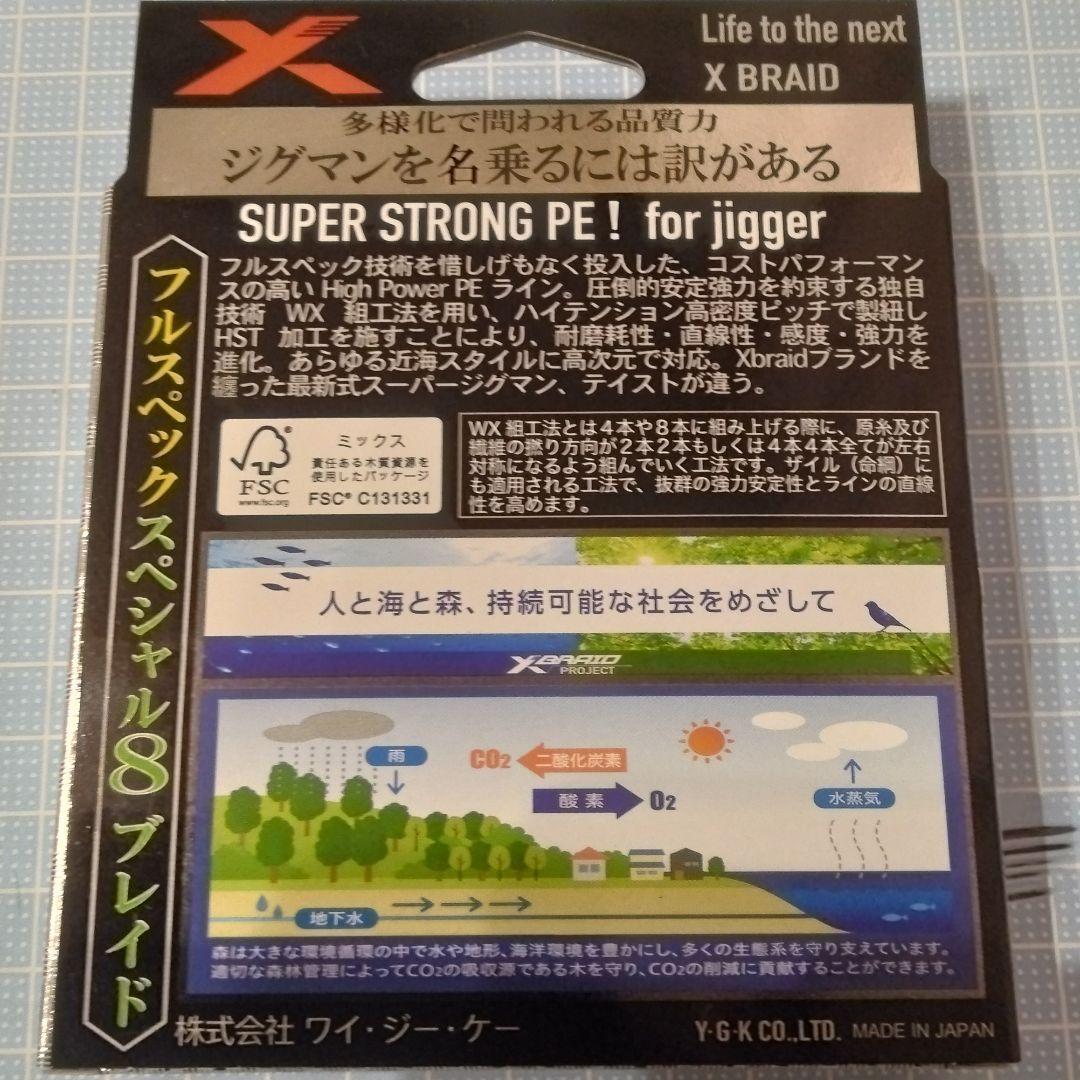 X
Life to the next
X BRAID
多様化で問われる品質力
ジグマンを名乗るには訳がある
SUPER STRONG PE! for jigger
フルスペックスペシャル8 ブレイド
フルスペック技術を惜しげもなく投入した、コストパフォーマン
スの高い High Power PE ライン。圧倒的安定強力を約束する独自
技術 WX 組工法を用い、ハイテンション高密度ピッチで製紐し
HST 加工を施すことにより、耐磨耗性・直線性・感度・強力を
進化。あらゆる近海スタイルに高次元で対応。Xbraidブランドを
纏った最新式スーパージグマン、テイストが違う。
FSC
www.fsc.org
ミックス
責任ある木質資源を
使用したパッケージ
FSC® C131331
WX 組工法とは4本や8本に組み上げる際に、原糸及び
繊維の撚り方向が2本2本もしくは4本4本全てが左右
対称になるよう組んでいく工法です。ザイル（命綱）に
も適用される工法で、抜群の強力安定性とラインの直線
性を高めます。
人と海と森、持続可能な社会をめざして
X-BRAID
PROJECT
雨
CO2 二酸化炭素
酸素 O2
水蒸気
地下水
森は大きな環境循環の中で水や地形、海洋環境を豊かにし、多くの生態系を守り支えています。
適切な森林管理によってCO2の吸収源である木を守り、CO2の削減に貢献することができます。
株式会社 ワイ・ジー・ケー
Y・G・K CO.,LTD. MADE IN JAPAN